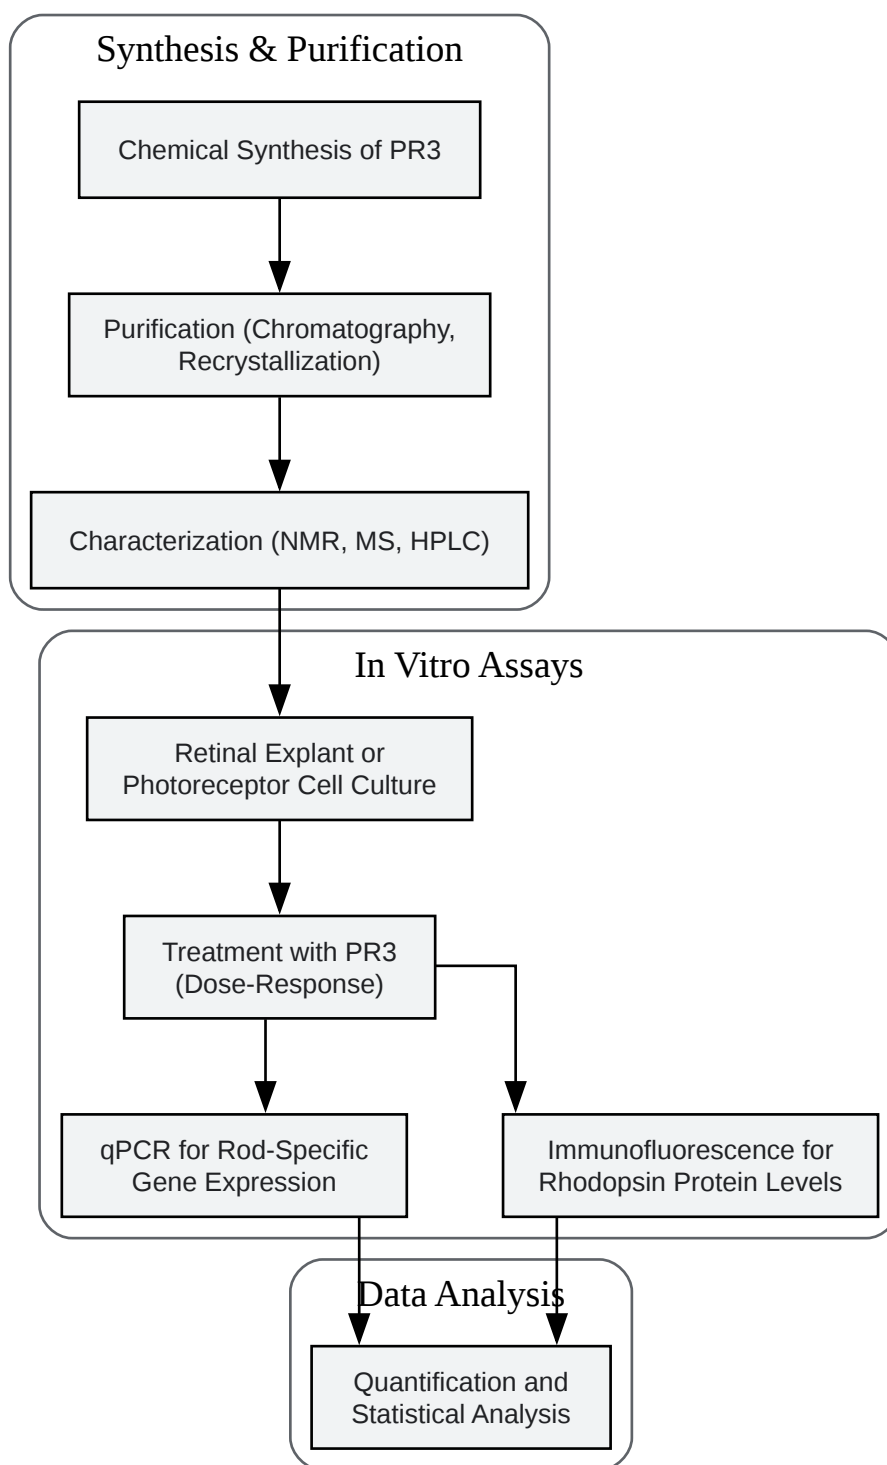 Synthesis & Purification
Chemical Synthesis of PR3
Purification (Chromatography,
Recrystallization)
Characterization (NMR, MS, HPLC)
In Vitro Assays
Retinal Explant or
Photoreceptor Cell Culture
Treatment with PR3
(Dose-Response)
qPCR for Rod-Specific
Gene Expression
Immunofluorescence for
Rhodopsin Protein Levels
Data Analysis
Quantification and
Statistical Analysis